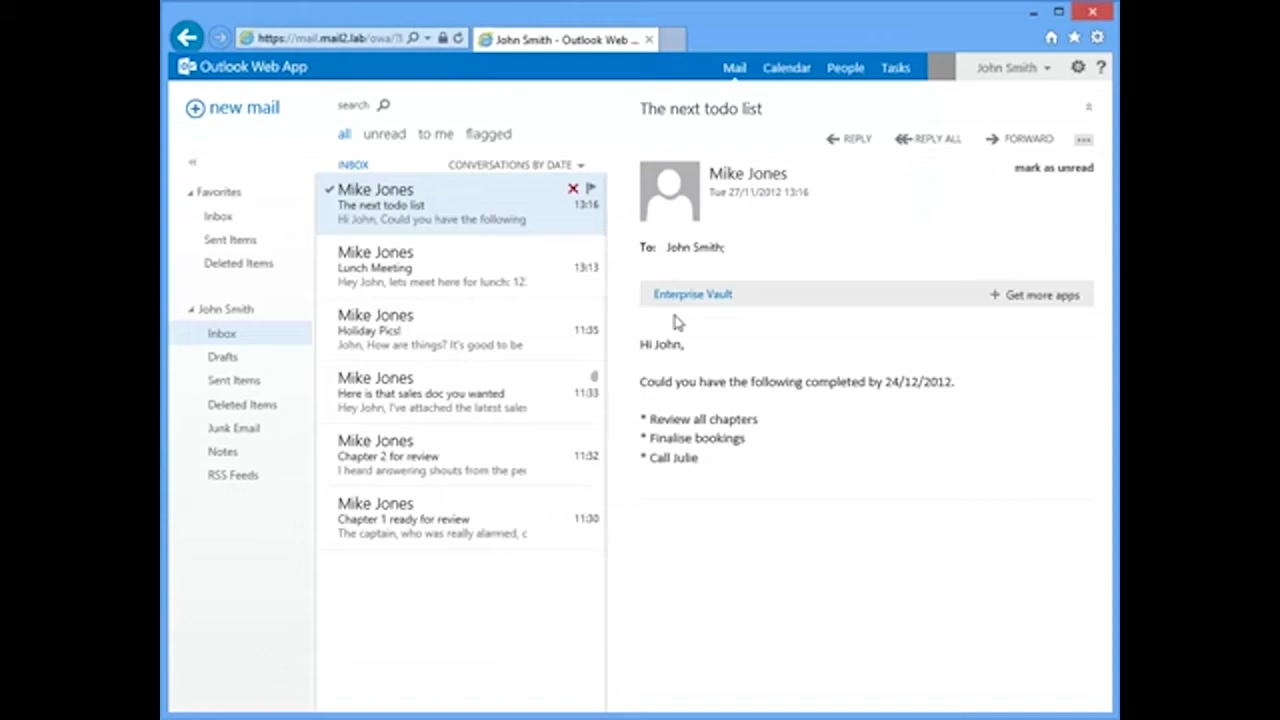 https://mail.mail2.lab/owa/?
John Smith - Outlook Web ...
Outlook Web App
Mail Calendar People Tasks
John Smith
?
new mail
search
all unread to me flagged
INBOX CONVERSATIONS BY DATE
Favorites
Inbox
Sent Items
Deleted Items
John Smith
Inbox
Drafts
Sent Items
Deleted Items
Junk Email
Notes
RSS Feeds
Mike Jones
The next todo list 13:16
Hi John, Could you have the following
Mike Jones
Lunch Meeting 13:13
Hey John, lets meet here for lunch: 12
Mike Jones
Holiday Pics! 11:35
John, How are things? It's good to be
Mike Jones
Here is that sales doc you wanted 11:33
Hey John, I've attached the latest sales
Mike Jones
Chapter 2 for review 11:32
I heard answering shouts from the
Mike Jones
Chapter 1 ready for review 11:30
The captain, who was really alarmed,
The next todo list
REPLY REPLY ALL FORWARD ...
mark as unread
Mike Jones
Tue 27/11/2012 13:16
To: John Smith;
Enterprise Vault + Get more apps
Hi John,
Could you have the following completed by 24/12/2012.
* Review all chapters
* Finalise bookings
* Call Julie